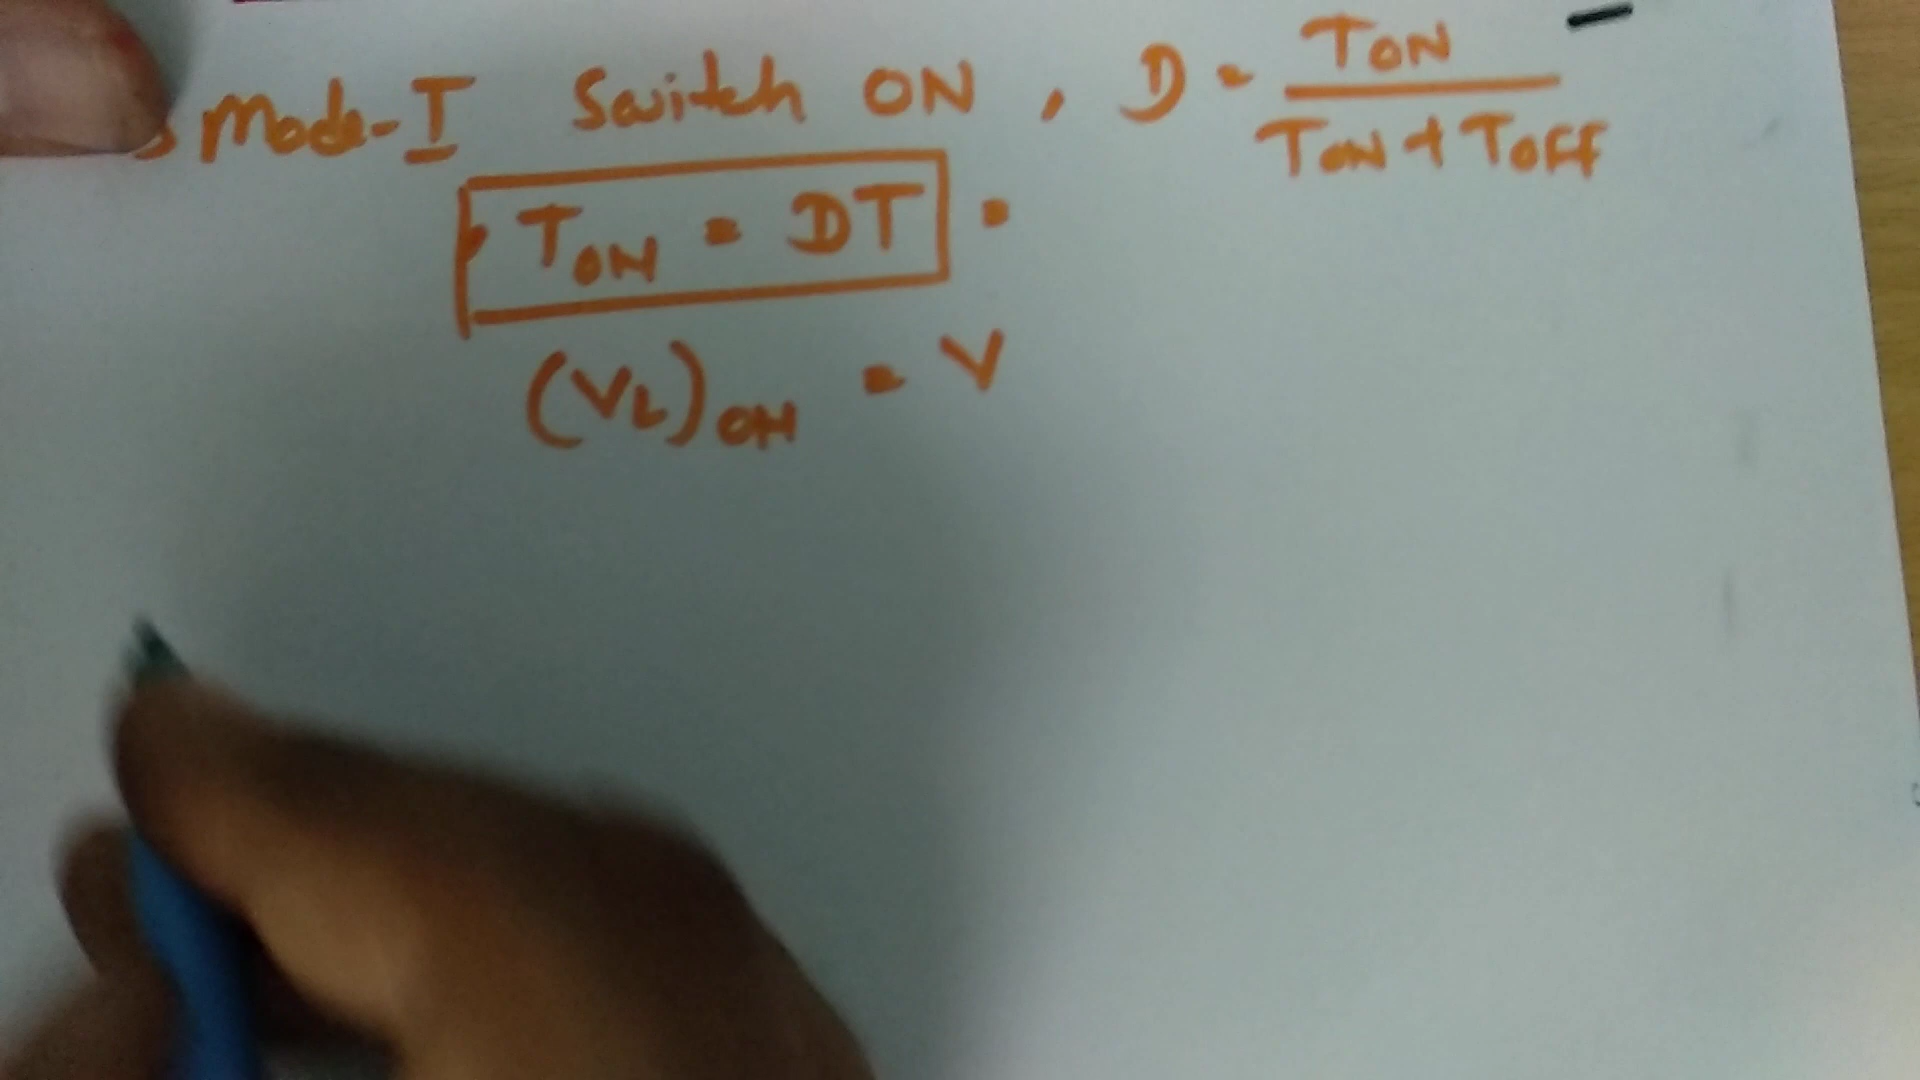 Mode-I Switch ON, D = TON / TON + TOFF
TON = DT
(VL)ON = V